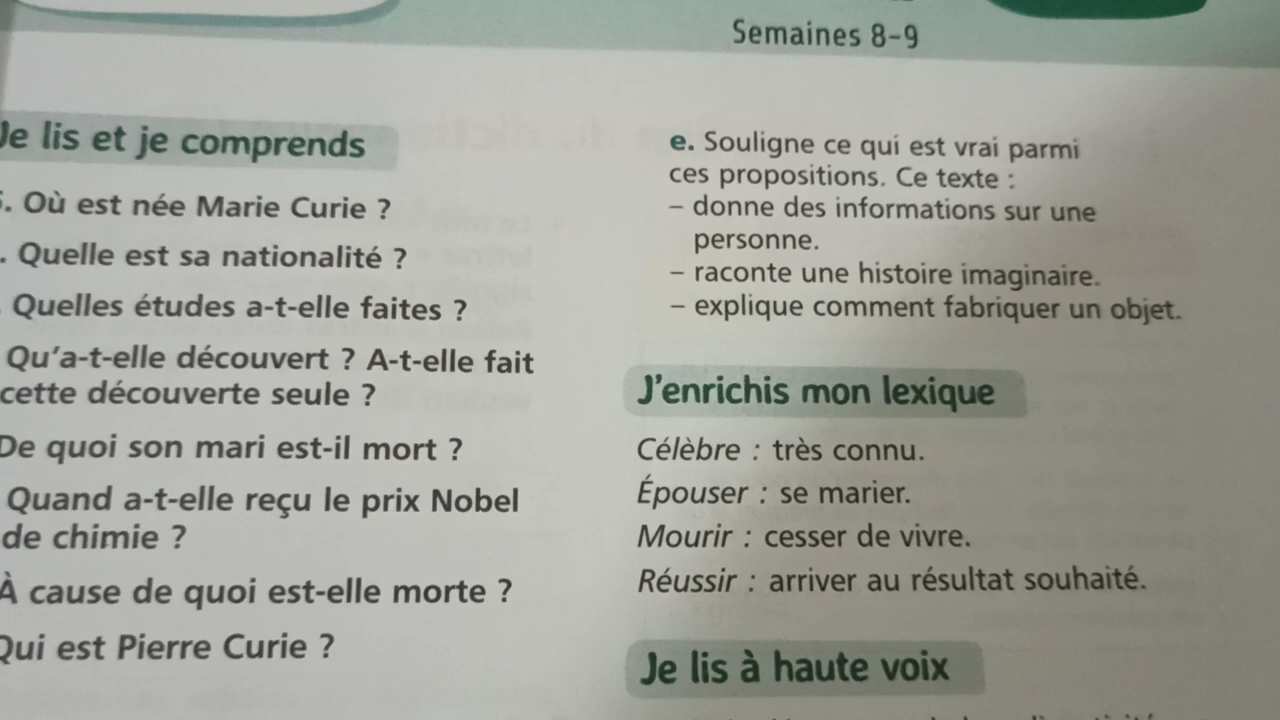 Semaines 8-9
Je lis et je comprends
. Où est née Marie Curie ?
. Quelle est sa nationalité ?
Quelles études a-t-elle faites ?
Qu'a-t-elle découvert ? A-t-elle fait
cette découverte seule ?
De quoi son mari est-il mort ?
Quand a-t-elle reçu le prix Nobel
de chimie ?
À cause de quoi est-elle morte ?
Qui est Pierre Curie ?
e. Souligne ce qui est vrai parmi
ces propositions. Ce texte :
– donne des informations sur une
personne.
– raconte une histoire imaginaire.
– explique comment fabriquer un objet.
J'enrichis mon lexique
Célèbre : très connu.
Épouser : se marier.
Mourir : cesser de vivre.
Réussir : arriver au résultat souhaité.
Je lis à haute voix